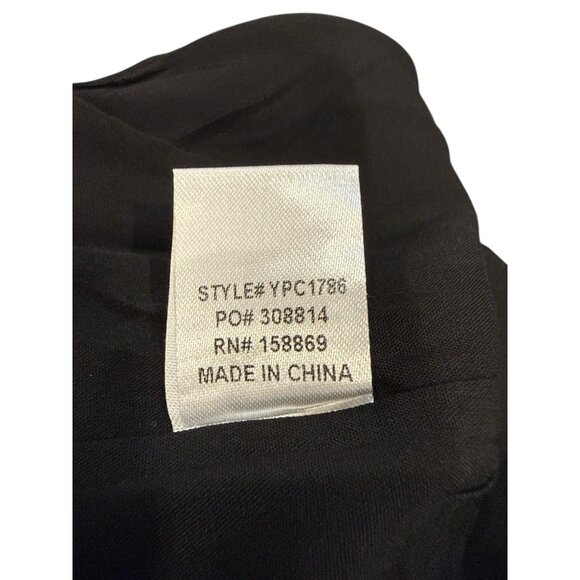 STYLE# YPC1786
PO# 308814
RN# 158869
MADE IN CHINA